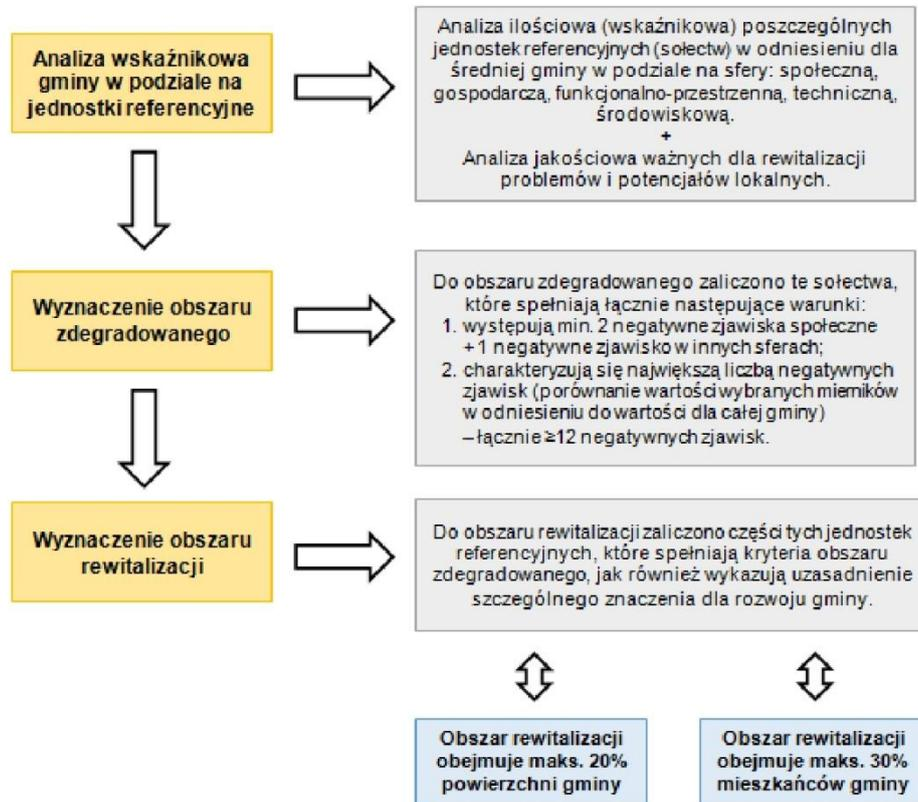 Analiza wskaźnikowa
gminy w podziale na
jednostki referencyjne
Analiza ilościowa (wskaźnikowa) poszczególnych
jednostek referencyjnych (sołectw) w odniesieniu dla
średniej gminy w podziale na sfery: społeczną,
gospodarczą, funkcjonalno-przestrzenną, techniczną,
środowiskową.
+
Analiza jakościowa ważnych dla rewitalizacji
problemów i potencjałów lokalnych.
Wyznaczenie obszaru
zdegradowanego
Do obszaru zdegradowanego zaliczono te sołectwa,
które spełniają łącznie następujące warunki:
1. występują min. 2 negatywne zjawiska społeczne
+ 1 negatywne zjawisko w innych sferach;
2. charakteryzują się największą liczbą negatywnych
zjawisk (porównanie wartości wybranych mierników
w odniesieniu do wartości dla całej gminy)
– łącznie ≥12 negatywnych zjawisk.
Wyznaczenie obszaru
rewitalizacji
Do obszaru rewitalizacji zaliczono części tych jednostek
referencyjnych, które spełniają kryteria obszaru
zdegradowanego, jak również wykazują uzasadnienie
szczególnego znaczenia dla rozwoju gminy.
Obszar rewitalizacji
obejmuje maks. 20%
powierzchni gminy
Obszar rewitalizacji
obejmuje maks. 30%
mieszkańców gminy